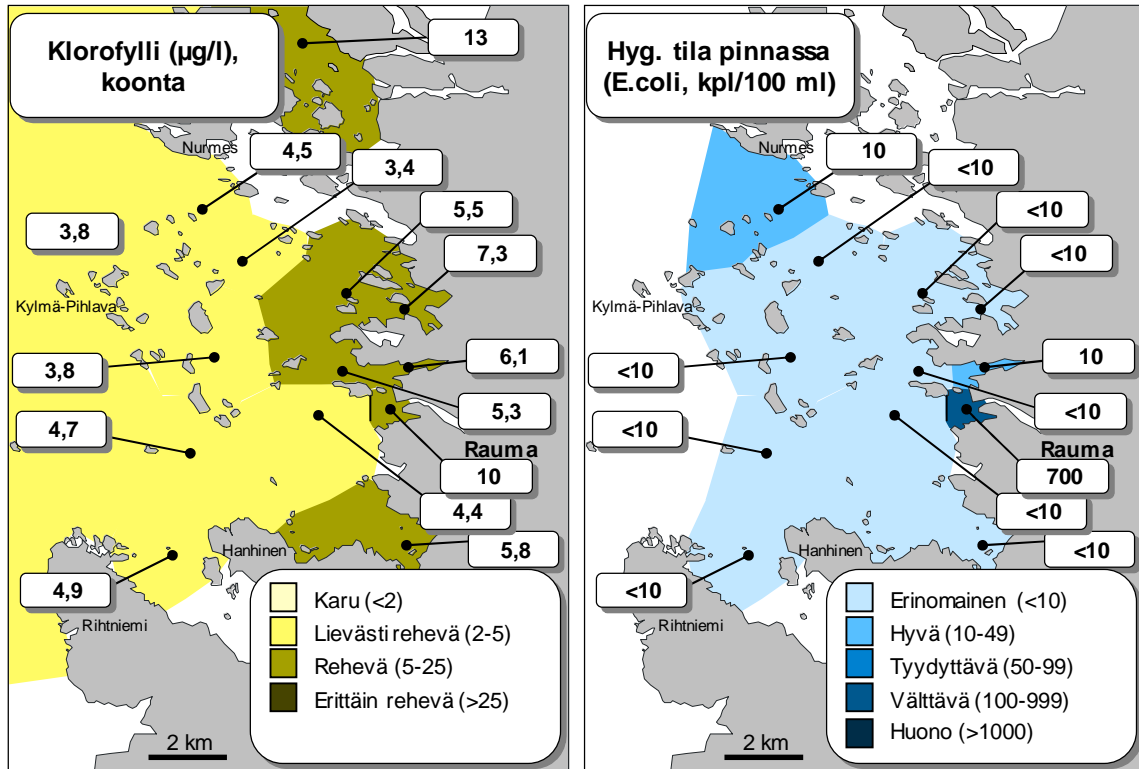 Klorofylli (µg/l),
koonta
13
Nurmes
4,5
3,4
5,5
3,8
7,3
Kylmä-Pihlava
3,8
6,1
5,3
4,7
Rauma
10
4,4
Hanhinen
5,8
4,9
Rihtniemi
Karu (<2)
Lievästi rehevä (2-5)
Rehevä (5-25)
Erittäin rehevä (>25)
2 km
Hyg. tila pinnassa
(E.coli, kpl/100 ml)
Nurmes
10
<10
<10
<10
Kylmä-Pihlava
<10
10
<10
<10
Rauma
700
<10
Hanhinen
<10
<10
Rihtniemi
Erinomainen (<10)
Hyvä (10-49)
Tyydyttävä (50-99)
Välttävä (100-999)
Huono (>1000)
2 km